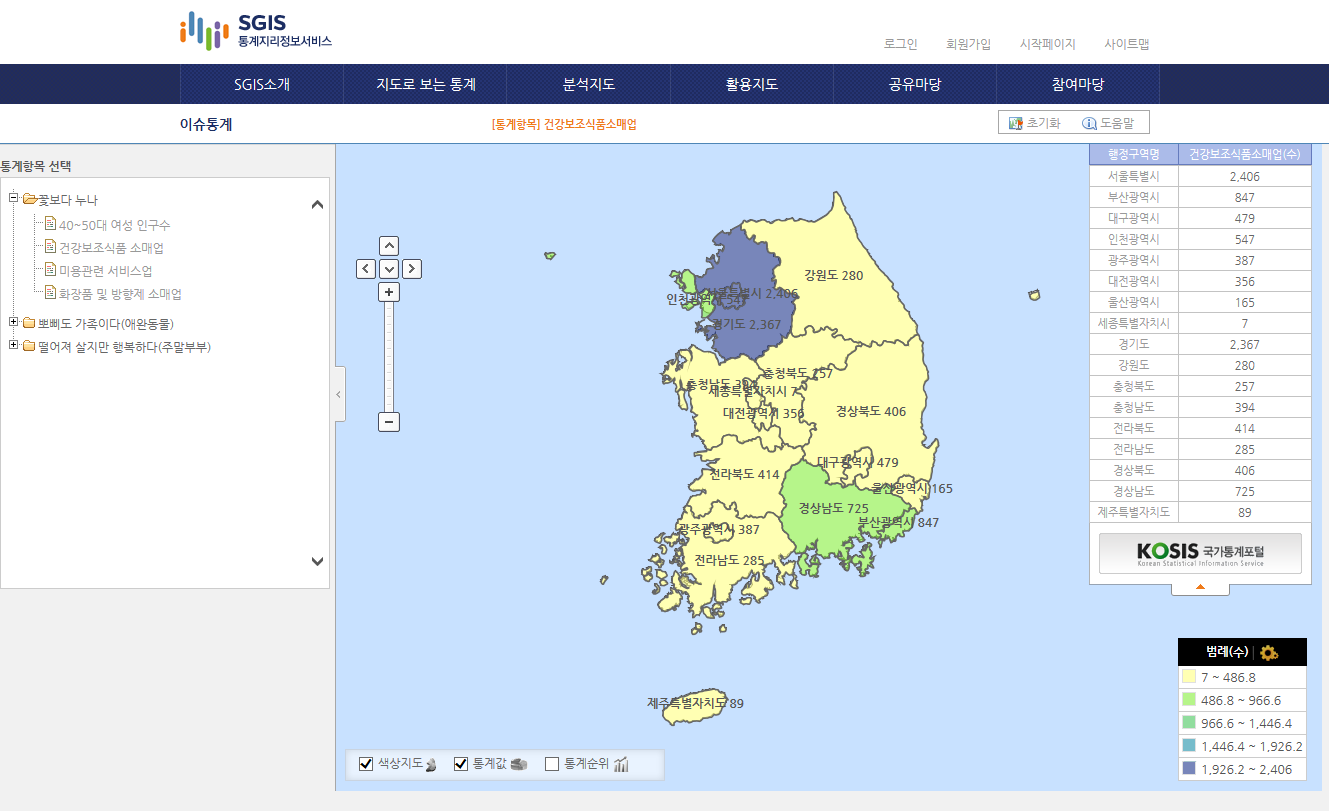 SGIS
통계지리정보서비스
로그인 회원가입 시작페이지 사이트맵
SGIS소개 지도로 보는 통계 분석지도 활용지도 공유마당 참여마당
이슈통계 [통계항목] 건강보조식품소매업 초기화 도움말
통계항목 선택
꽃보다 누나
40~50대 여성 인구수
건강보조식품 소매업
미용관련 서비스업
화장품 및 방향제 소매업
뽀삐도 가족이다(애완동물)
떨어져 살지만 행복하다(주말부부)
강원도 280
서울특별시 2,406
인천광역시 547
경기도 2,367
충청북도 257
충청남도 394
세종특별자치시 7
대전광역시 356
경상북도 406
대구광역시 479
전라북도 414
울산광역시 165
경상남도 725
부산광역시 847
광주광역시 387
전라남도 285
제주특별자치도 89
행정구역명 건강보조식품소매업(수)
서울특별시 2,406
부산광역시 847
대구광역시 479
인천광역시 547
광주광역시 387
대전광역시 356
울산광역시 165
세종특별자치시 7
경기도 2,367
강원도 280
충청북도 257
충청남도 394
전라북도 414
전라남도 285
경상북도 406
경상남도 725
제주특별자치도 89
KOSIS 국가통계포털
Korean Statistical Information Service
범례(수)
7 ~ 486.8
486.8 ~ 966.6
966.6 ~ 1,446.4
1,446.4 ~ 1,926.2
1,926.2 ~ 2,406
색상지도 통계값 통계순위